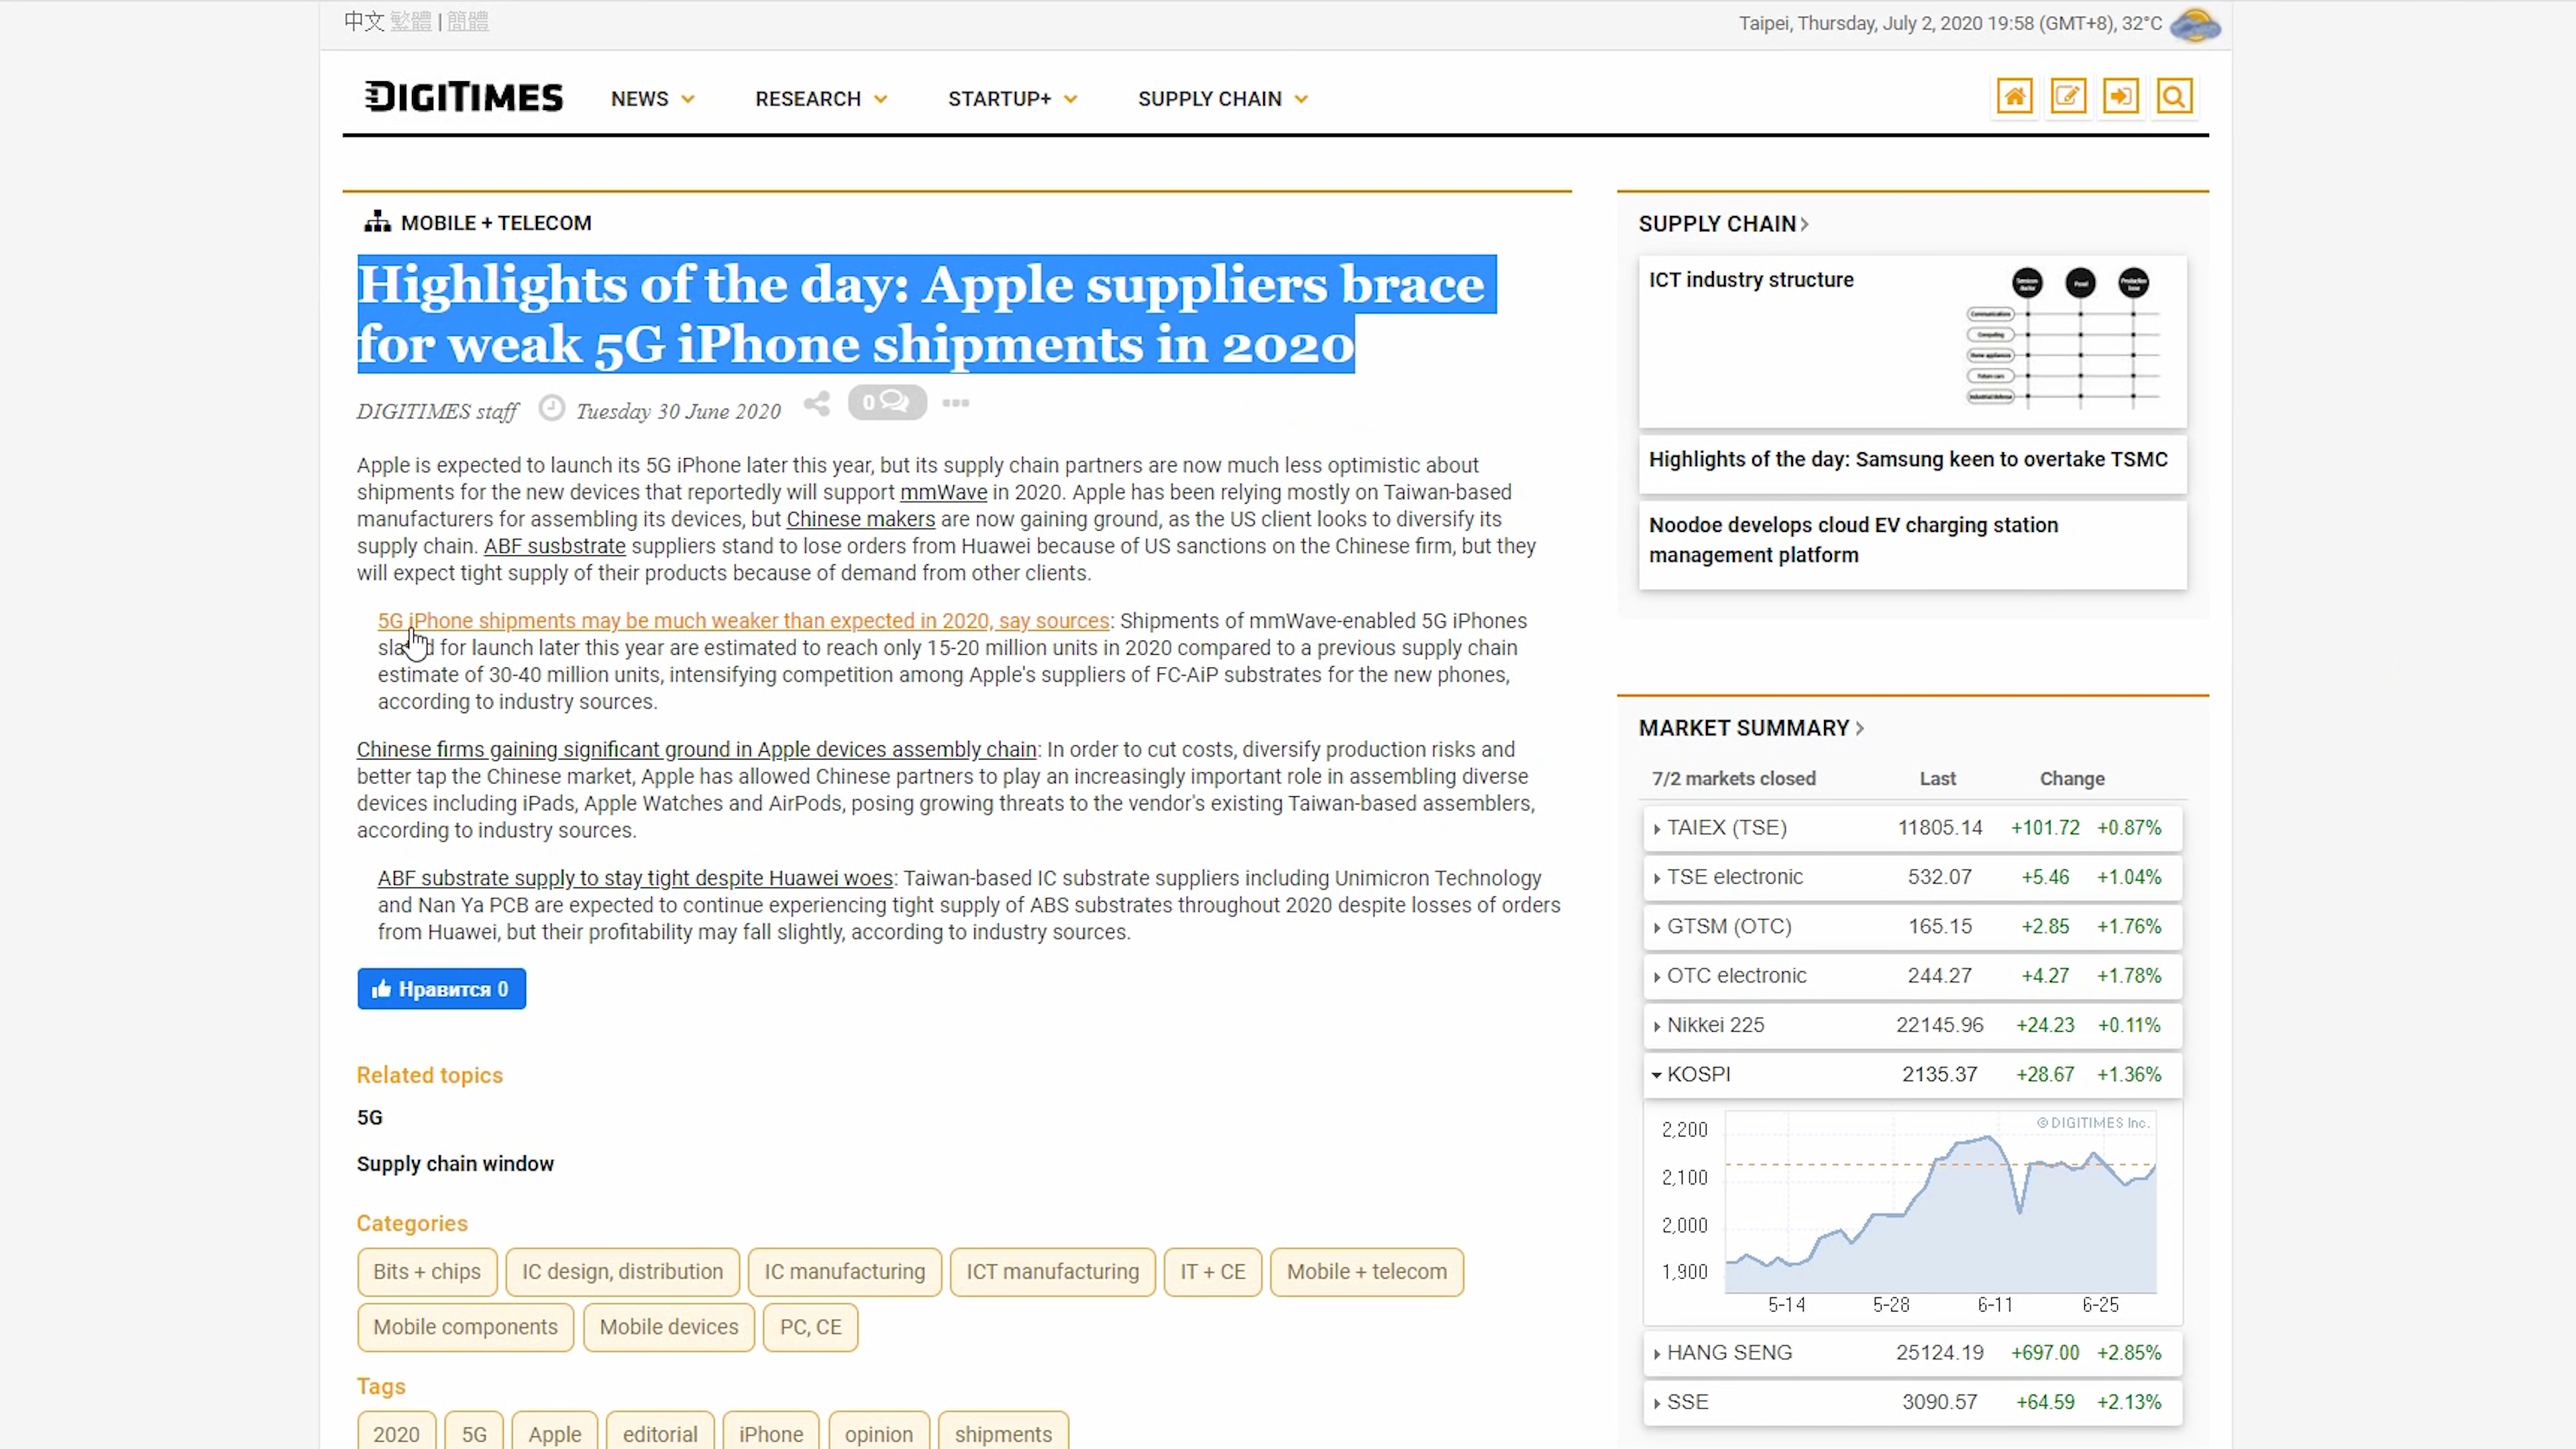 中文 繁體 | 簡體
Taipei, Thursday, July 2, 2020 19:58 (GMT+8), 32°C
DIGITIMES
NEWS
RESEARCH
STARTUP+
SUPPLY CHAIN
MOBILE + TELECOM
Highlights of the day: Apple suppliers brace
for weak 5G iPhone shipments in 2020
DIGITIMES staff
Tuesday 30 June 2020
0
Apple is expected to launch its 5G iPhone later this year, but its supply chain partners are now much less optimistic about
shipments for the new devices that reportedly will support mmWave in 2020. Apple has been relying mostly on Taiwan-based
manufacturers for assembling its devices, but Chinese makers are now gaining ground, as the US client looks to diversify its
supply chain. ABF susbstrate suppliers stand to lose orders from Huawei because of US sanctions on the Chinese firm, but they
will expect tight supply of their products because of demand from other clients.
5G iPhone shipments may be much weaker than expected in 2020, say sources: Shipments of mmWave-enabled 5G iPhones
for launch later this year are estimated to reach only 15-20 million units in 2020 compared to a previous supply chain
estimate of 30-40 million units, intensifying competition among Apple's suppliers of FC-AiP substrates for the new phones,
according to industry sources.
Chinese firms gaining significant ground in Apple devices assembly chain: In order to cut costs, diversify production risks and
better tap the Chinese market, Apple has allowed Chinese partners to play an increasingly important role in assembling diverse
devices including iPads, Apple Watches and AirPods, posing growing threats to the vendor's existing Taiwan-based assemblers,
according to industry sources.
ABF substrate supply to stay tight despite Huawei woes: Taiwan-based IC substrate suppliers including Unimicron Technology
and Nan Ya PCB are expected to continue experiencing tight supply of ABS substrates throughout 2020 despite losses of orders
from Huawei, but their profitability may fall slightly, according to industry sources.
Нравится 0
Related topics
5G
Supply chain window
Categories
Bits + chips
IC design, distribution
IC manufacturing
ICT manufacturing
IT + CE
Mobile + telecom
Mobile components
Mobile devices
PC, CE
Tags
2020
5G
Apple
editorial
iPhone
opinion
shipments
SUPPLY CHAIN
ICT industry structure
Highlights of the day: Samsung keen to overtake TSMC
Noodoe develops cloud EV charging station
management platform
MARKET SUMMARY
7/2 markets closed Last Change
TAIEX (TSE) 11805.14 +101.72 +0.87%
TSE electronic 532.07 +5.46 +1.04%
GTSM (OTC) 165.15 +2.85 +1.76%
OTC electronic 244.27 +4.27 +1.78%
Nikkei 225 22145.96 +24.23 +0.11%
KOSPI 2135.37 +28.67 +1.36%
© DIGITIMES Inc.
2,200
2,100
2,000
1,900
5-14 5-28 6-11 6-25
HANG SENG 25124.19 +697.00 +2.85%
SSE 3090.57 +64.59 +2.13%